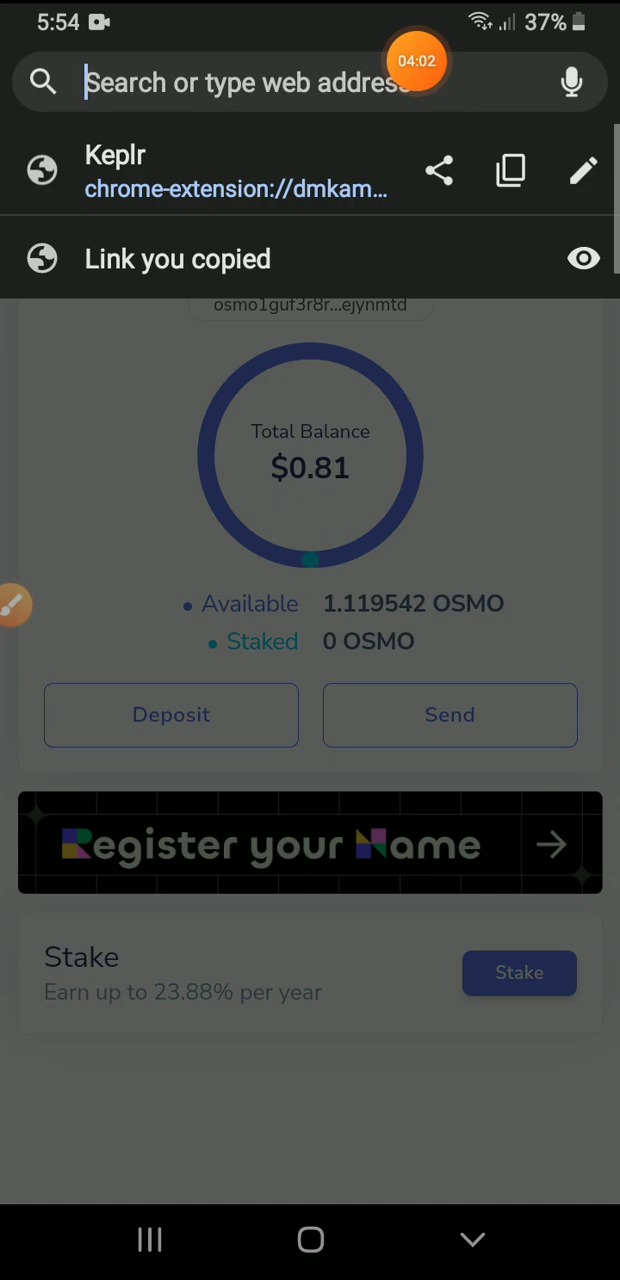 5:54 37%
Search or type web address
04:02
Keplr
chrome-extension://dmkam...
Link you copied
osmo1guf3r8r...ejynmtd
Total Balance
$0.81
Available 1.119542 OSMO
Staked 0 OSMO
Deposit Send
Register your Name
Stake
Earn up to 23.88% per year
Stake